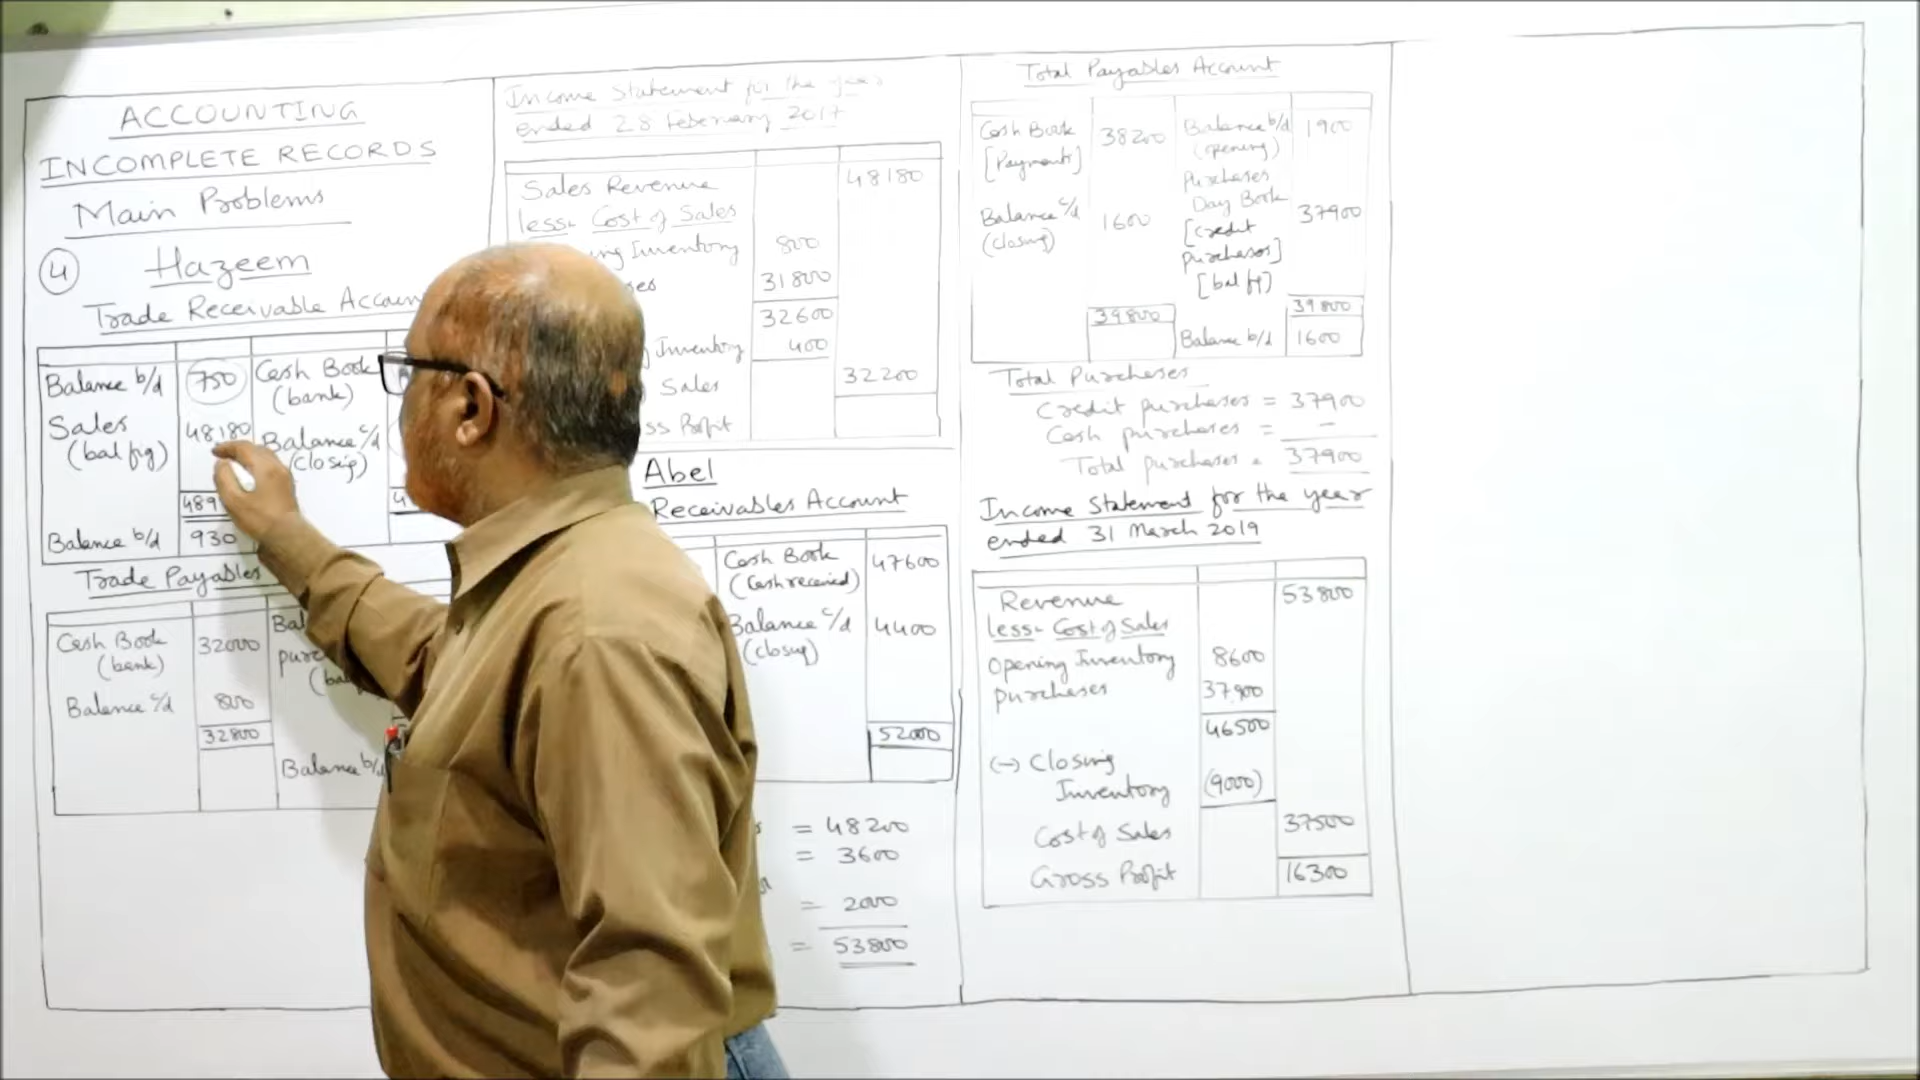 ACCOUNTING
INCOMPLETE RECORDS
Main Problems
4 Hazeem
Trade Receivable
Balance b/d 750 Cash Book
(bank)
Sales 48180 Balance c/d
(bal fig) (closing)
Balance b/d 930
Trade Payables
Cash Book 32000
(bank)
Balance c/d 800
32800
Balance b/d
Income Statement for the year
ended 28 February 2017
Sales Revenue 48180
less:- Cost of Sales
Inventory 800
31800
32600
Inventory 400
Sales 32200
Profit
Abel
Receivables Account
Cash Book 47600
(Cash received)
Balance c/d 4400
(closing)
52000
= 48200
= 3600
= 2000
= 53800
Total Payables Account
Cash Book 38200 Balance b/d 1900
[Payments] (opening)
Purchases
Day Book 37900
Balance c/d 1600 [credit
(closing) purchases]
[bal fig]
39800 39800
Balance b/d 1600
Total Purchases
Credit purchases = 37900
Cash purchases = -
Total purchases = 37900
Income Statement for the year
ended 31 March 2019
Revenue 53800
less:- Cost of Sales
Opening Inventory 8600
Purchases 37900
46500
(-) Closing
Inventory (9000)
Cost of Sales 37500
Gross Profit 16300